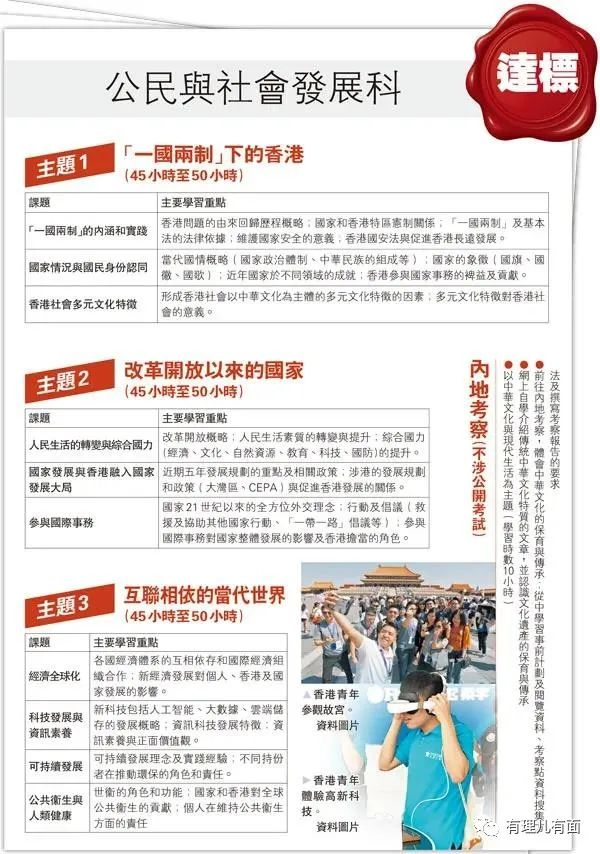 達標
公民與社會發展科
主題1
「一國兩制」下的香港
(45小時至50小時)
課題 主要學習重點
「一國兩制」的內涵和實踐
香港問題的由來回歸歷程概略；國家和香港特區憲制關係；「一國兩制」及基本
法的法律依據；維護國家安全的意義；香港國安法與促進香港長遠發展。
國家情況與國民身份認同
當代國情概略（國家政治體制、中華民族的組成等）；國家的象徵（國旗、國
徽、國歌）；近年國家於不同領域的成就；香港參與國家事務的裨益及貢獻。
香港社會多元文化特徵
形成香港社會以中華文化為主體的多元文化特徵的因素；多元文化特徵對香港社
會的意義。
主題2
改革開放以來的國家
(45小時至50小時)
課題 主要學習重點
人民生活的轉變與綜合國力
改革開放概略；人民生活素質的轉變與提升；綜合國力
(經濟、文化、自然資源、教育、科技、國防)的提升。
國家發展與香港融入國家
發展大局
近期五年發展規劃的重點及相關政策；涉港的發展規劃
和政策（大灣區、CEPA）與促進香港發展的關係。
參與國際事務
國家21世紀以來的全方位外交理念；行動及倡議（救
援及協助其他國家行動、「一帶一路」倡議等）；參與
國際事務對國家整體發展的影響及香港擔當的角色。
內地考察(不涉公開考試)
●以中華文化與現代生活為主題（學習時數10小時）
●網上自學介紹傳統中華文化特質的文章，並認識文化遺產的保育與傳承
●前往內地考察，體會中華文化的保育與傳承；從中學習事前計劃及閱覽資料、考察點資料搜集
法及撰寫考察報告的要求
主題3
互聯相依的當代世界
(45小時至50小時)
課題 主要學習重點
經濟全球化
各國經濟體系的互相依存和國際經濟組
織合作；新經濟發展對個人、香港及國
家發展的影響。
科技發展與
資訊素養
新科技包括人工智能、大數據、雲端儲
存的發展概略；資訊科技發展特徵；資
訊素養與正面價值觀。
可持續發展
可持續發展理念及實踐經驗；不同持份
者在推動環保的角色和責任。
公共衞生與
人類健康
世衞的角色和功能；國家和香港對全球
公共衞生的貢獻；個人在維持公共衞生
方面的責任
▲香港青年
參觀故宮。
資料圖片
▶香港青年
體驗高新科
技。
資料圖片
有理儿有面